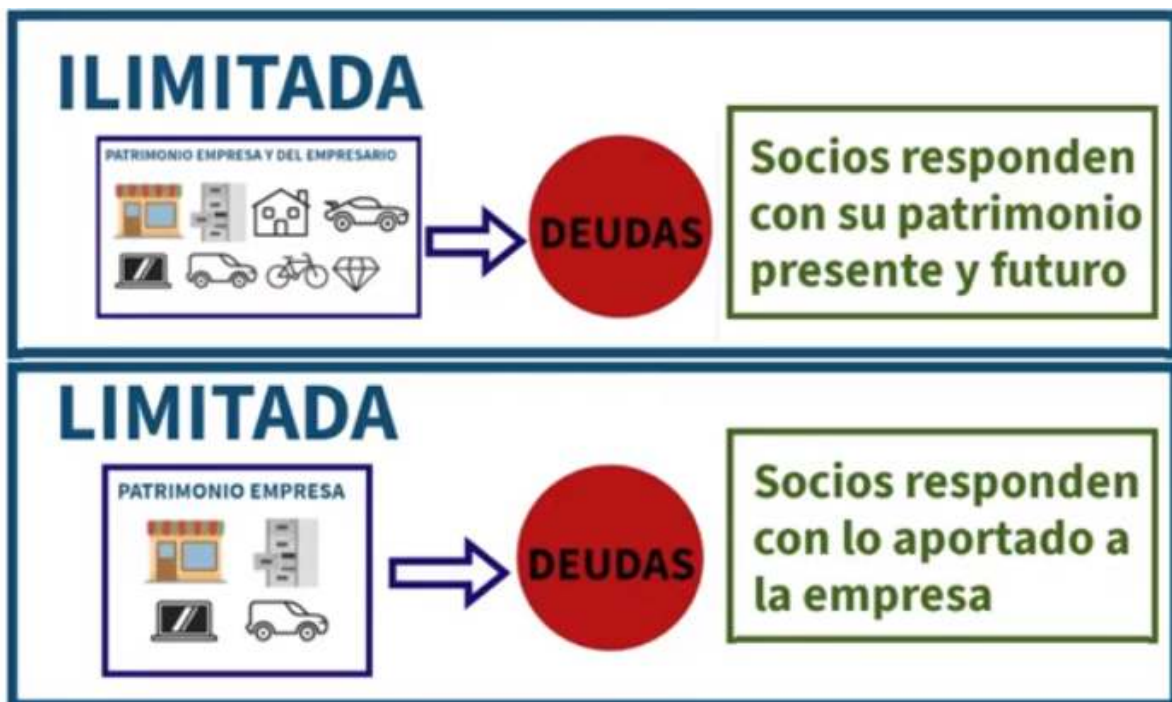 ILIMITADA
PATRIMONIO EMPRESA Y DEL EMPRESARIO
DEUDAS
Socios responden
con su patrimonio
presente y futuro
LIMITADA
PATRIMONIO EMPRESA
DEUDAS
Socios responden
con lo aportado a
la empresa